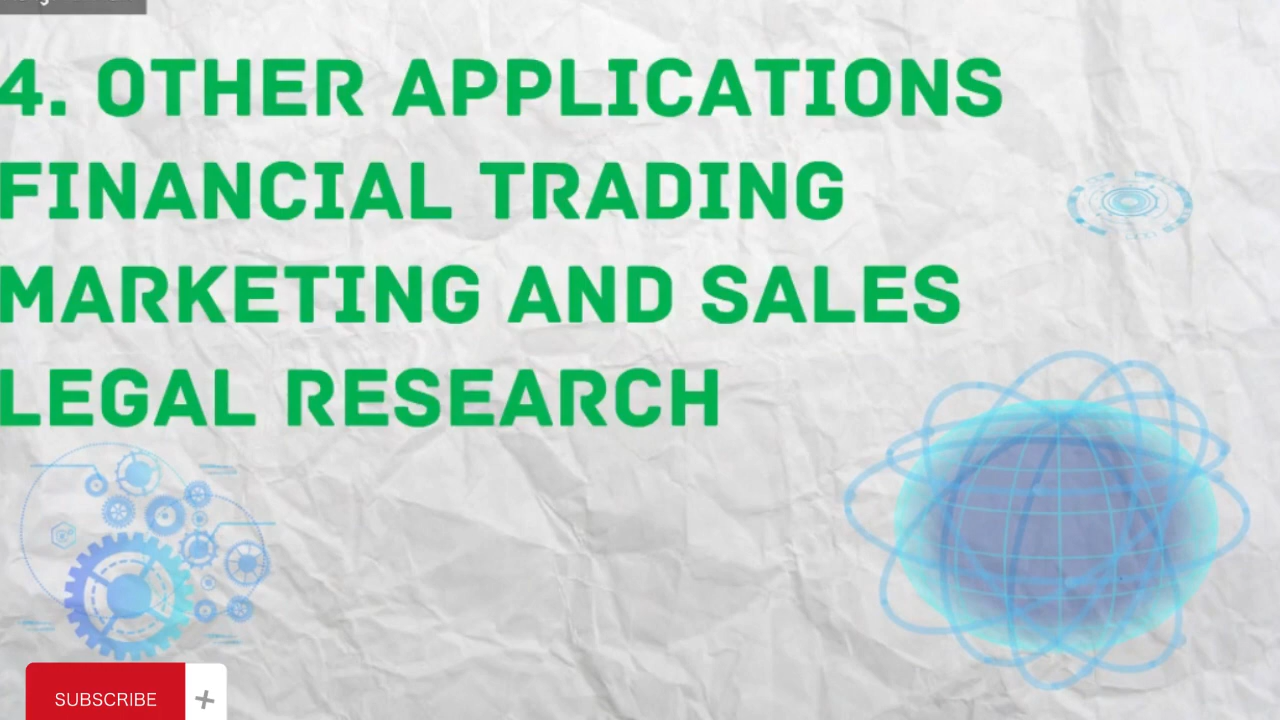 4. OTHER APPLICATIONS
FINANCIAL TRADING
MARKETING AND SALES
LEGAL RESEARCH
SUBSCRIBE +